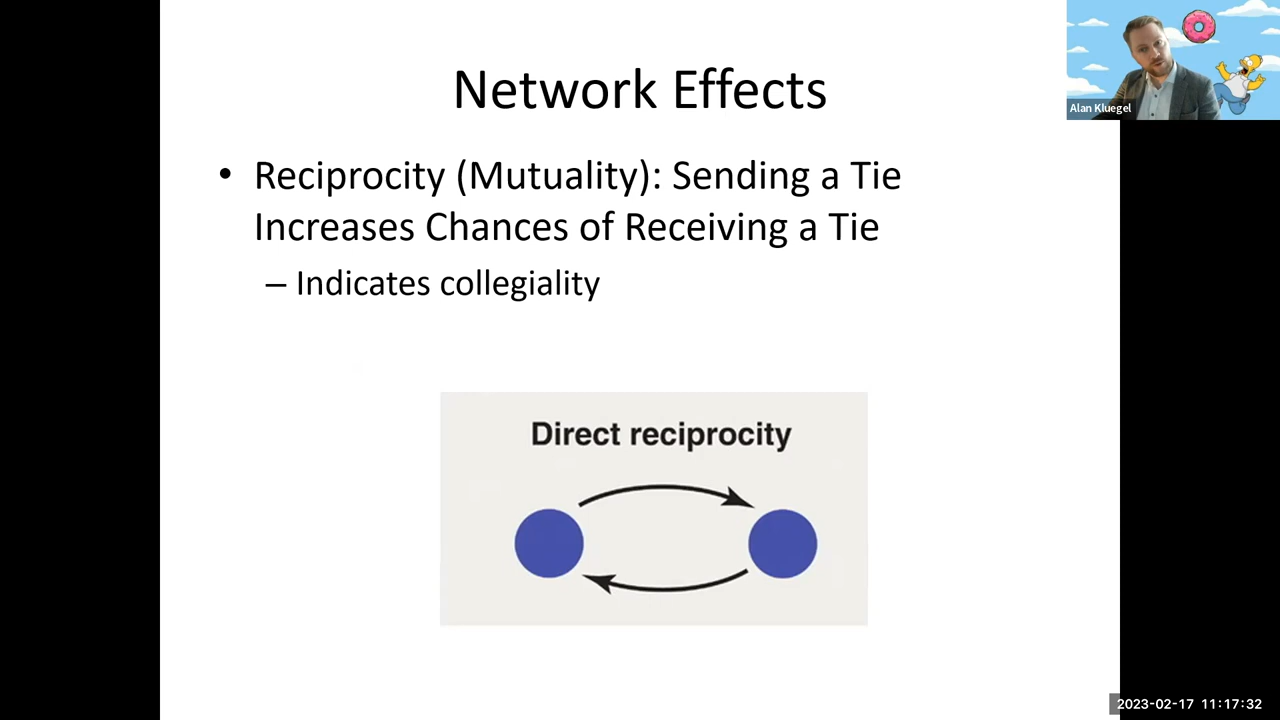 Network Effects
• Reciprocity (Mutuality): Sending a Tie
Increases Chances of Receiving a Tie
– Indicates collegiality
Direct reciprocity
Alan Kluegel
2023-02-17 11:17:32